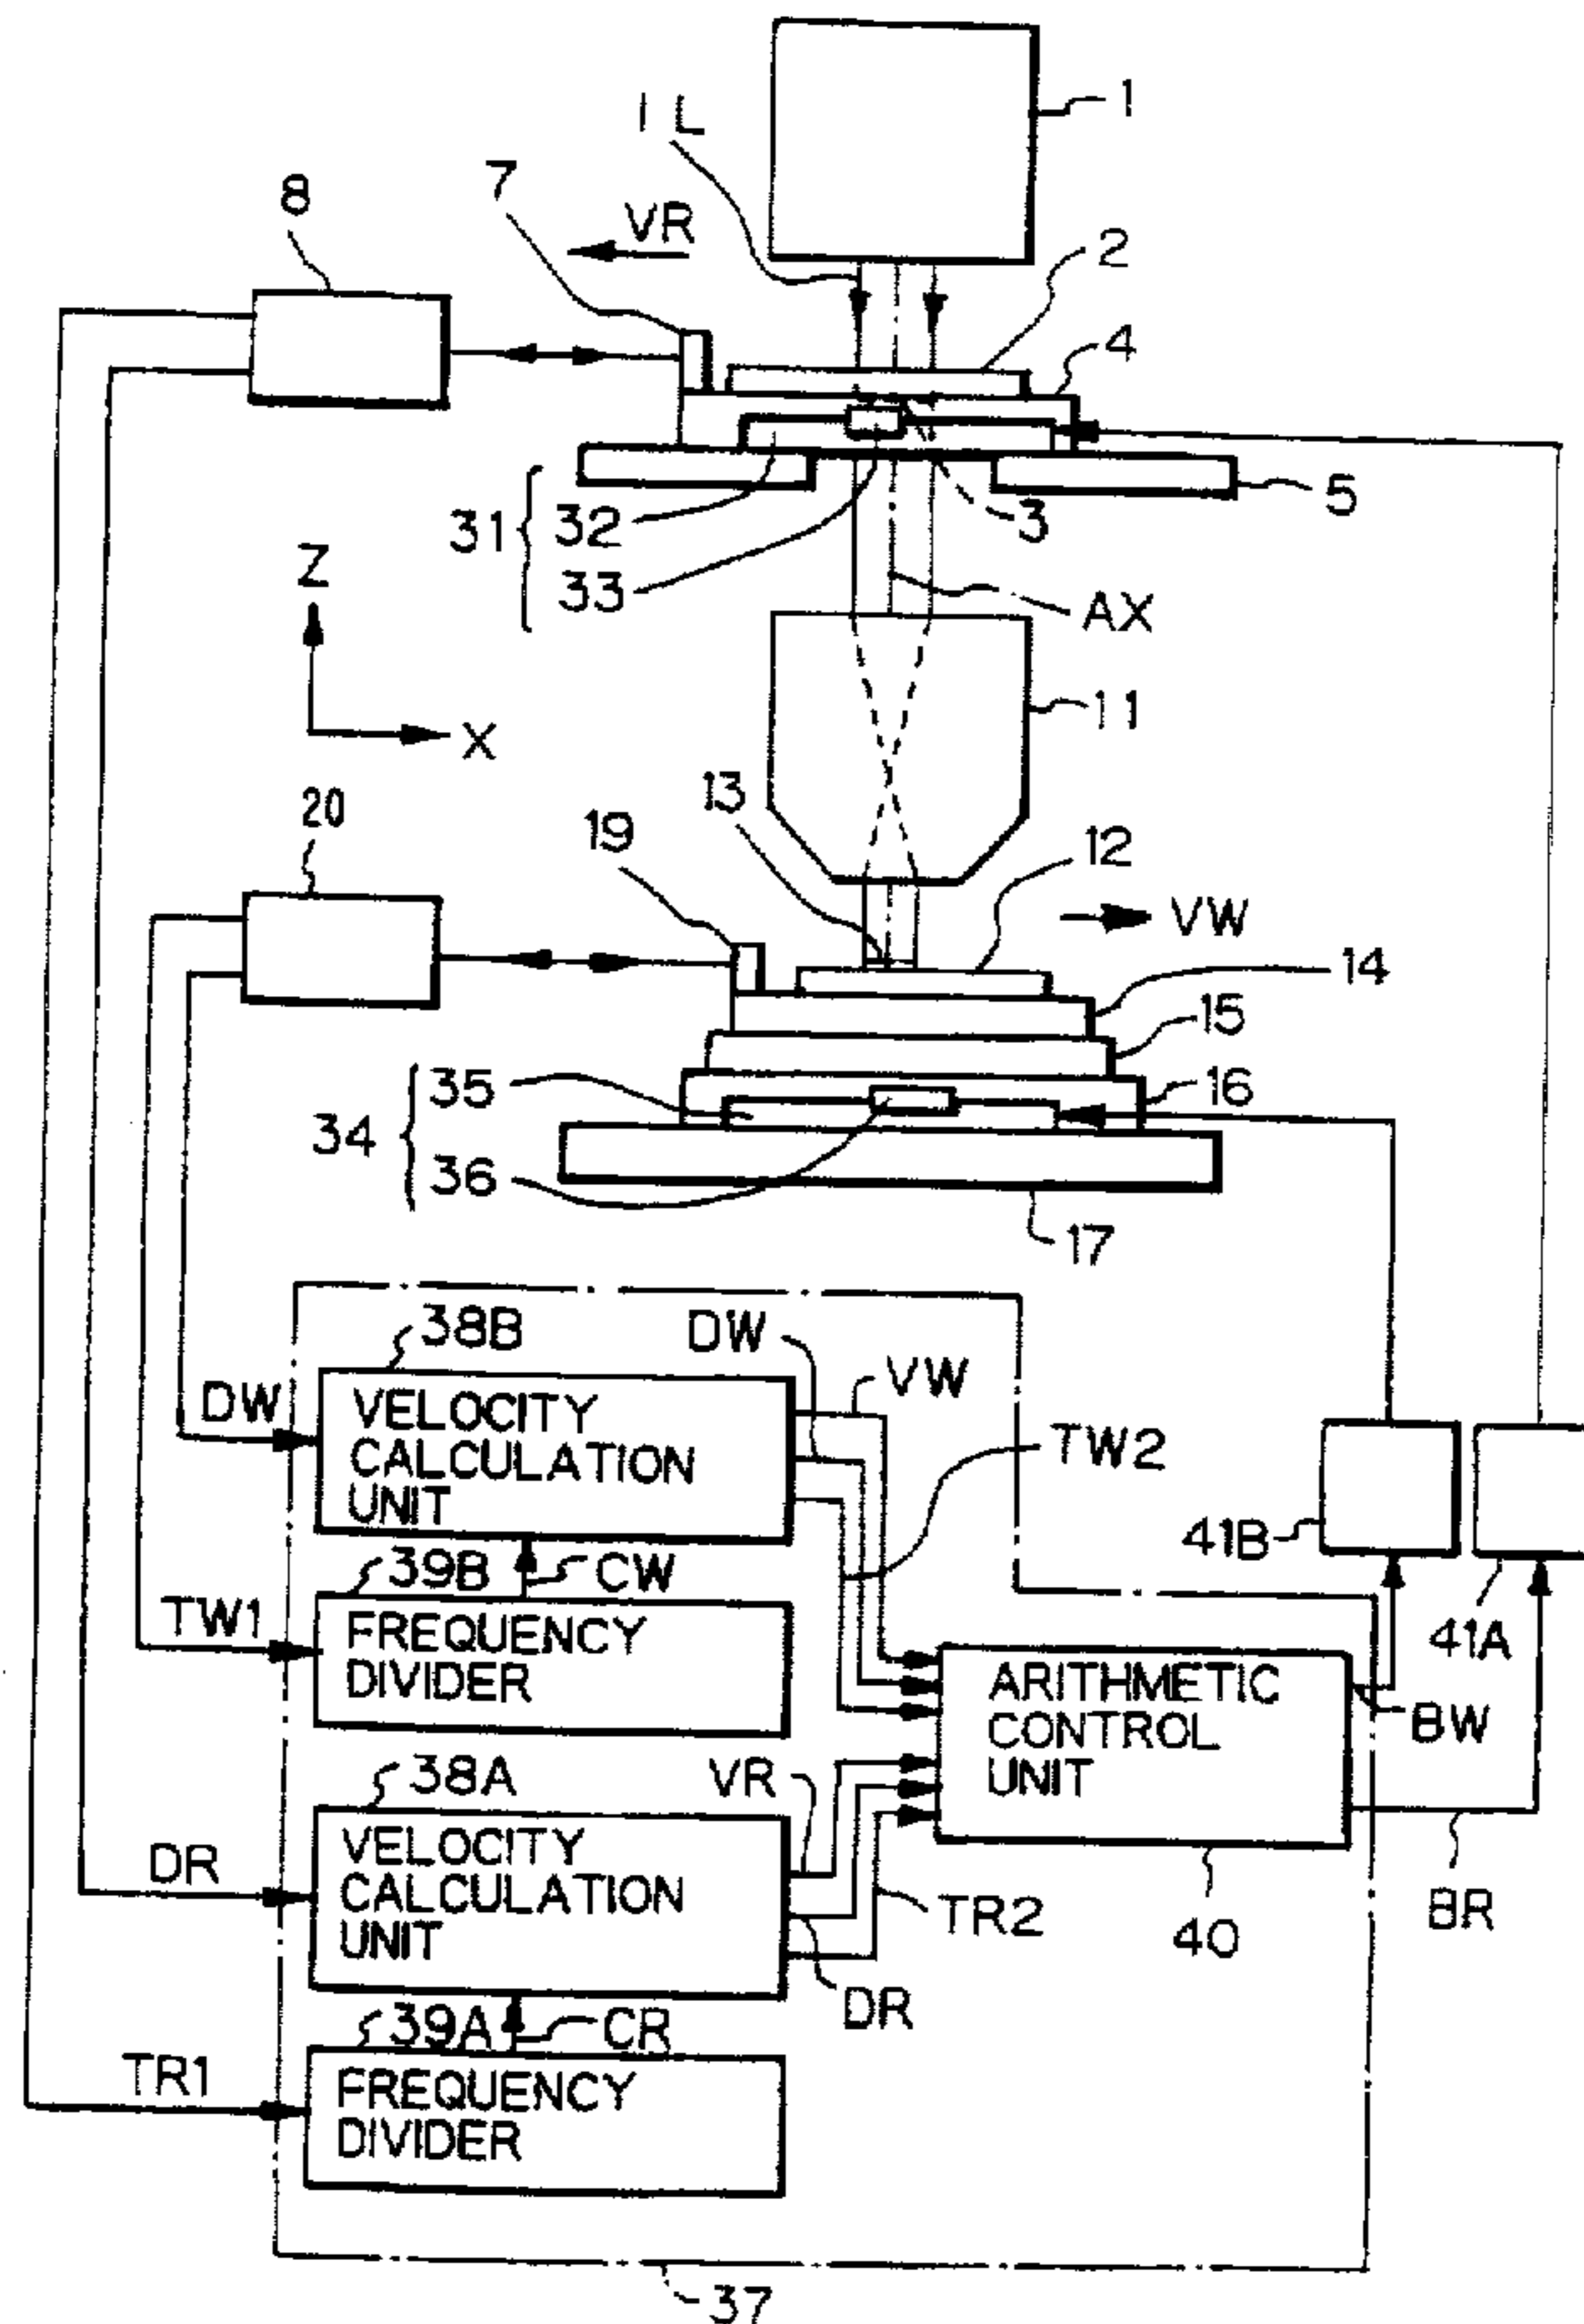 1
IL
7
VR
8
2
4
5
31
32
3
33
Z
AX
X
11
13
20
19
12
VW
14
15
35
16
34
36
17
38B
DW
VW
DW
VELOCITY
CALCULATION
UNIT
TW2
41B
39B
CW
TW1
FREQUENCY
DIVIDER
41A
ARITHMETIC
CONTROL
UNIT
BW
38A
VR
DR
VELOCITY
CALCULATION
UNIT
TR2
40
BR
DR
39A
CR
TR1
FREQUENCY
DIVIDER
37